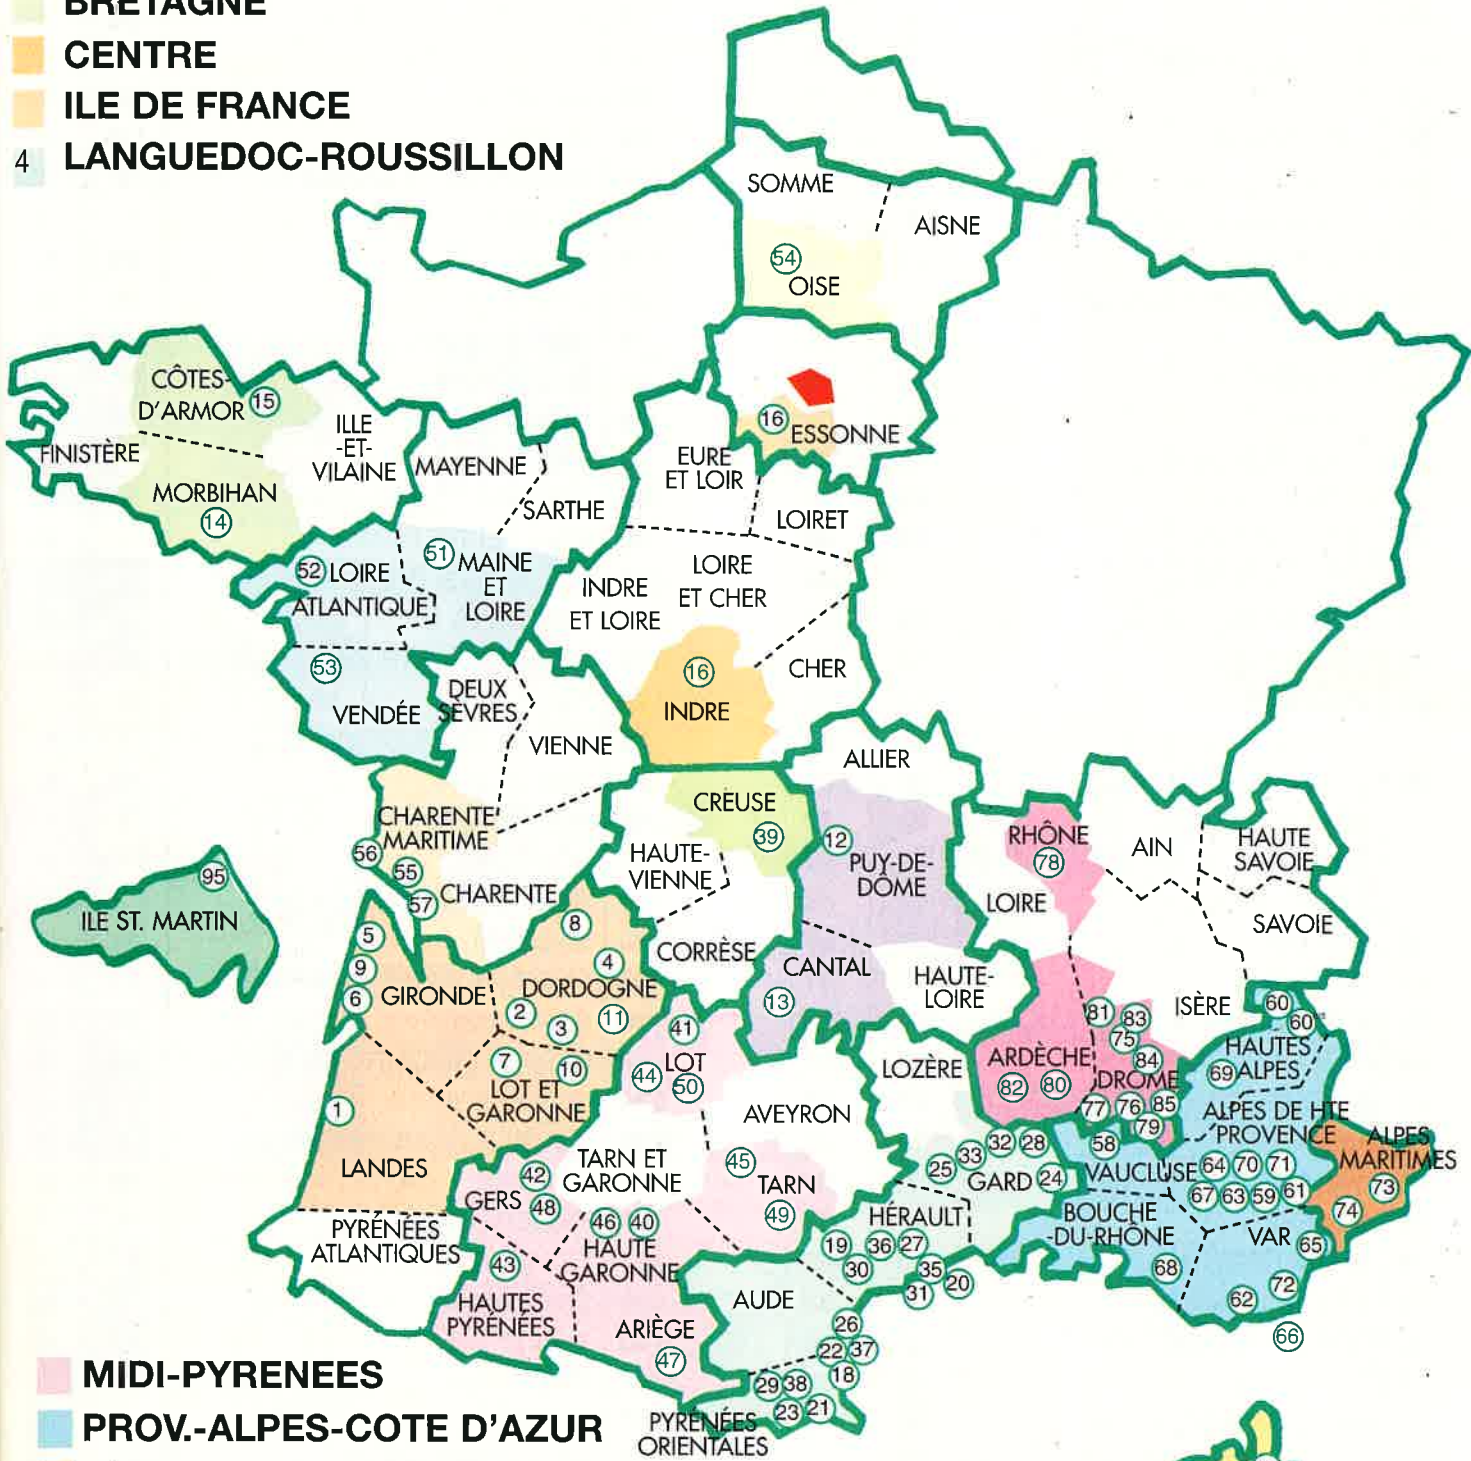 BRETAGNE
CENTRE
ILE DE FRANCE
4 LANGUEDOC-ROUSSILLON
SOMME
AISNE
54
OISE
16
ESSONNE
CÔTES-
D'ARMOR 15
FINISTÈRE
ILLE
-ET-
VILAINE
MORBIHAN
14
MAYENNE
SARTHE
EURE
ET LOIR
LOIRET
52 LOIRE
ATLANTIQUE
51 MAINE
ET
LOIRE
INDRE
ET LOIRE
LOIRE
ET CHER
CHER
16
INDRE
53
VENDÉE
DEUX
SÈVRES
VIENNE
ALLIER
CHARENTE
MARITIME
56
55
57
CHARENTE
CREUSE
39
HAUTE-
VIENNE
CORRÈSE
12
PUY-DE-
DÔME
CANTAL
13
HAUTE-
LOIRE
RHÔNE
78
LOIRE
AIN
HAUTE
SAVOIE
SAVOIE
ISÈRE
95
ILE ST. MARTIN
5
9
6
GIRONDE
8
4
DORDOGNE
2
3
11
7
10
LOT ET
GARONNE
1
LANDES
41
LOT
44
50
AVEYRON
LOZÈRE
ARDÈCHE
82
80
81
83
75
84
DROME
77
76
85
79
60
60
HAUTES
ALPES
69
ALPES DE HTE
PROVENCE
ALPES
MARITIMES
73
74
58
VAUCLUSE
64
70
71
67
63
59
61
BOUCHE
-DU-RHÔNE
68
VAR
65
72
62
66
32
28
33
25
GARD
24
HÉRAULT
19
36
27
30
35
20
31
TARN ET
GARONNE
45
TARN
49
42
GERS
48
46
40
HAUTE
GARONNE
PYRÉNÉES
ATLANTIQUES
43
HAUTES
PYRÉNÉES
ARIÈGE
47
AUDE
26
22
37
18
29
38
23
21
PYRÉNÉES
ORIENTALES
MIDI-PYRENEES
PROV.-ALPES-COTE D'AZUR